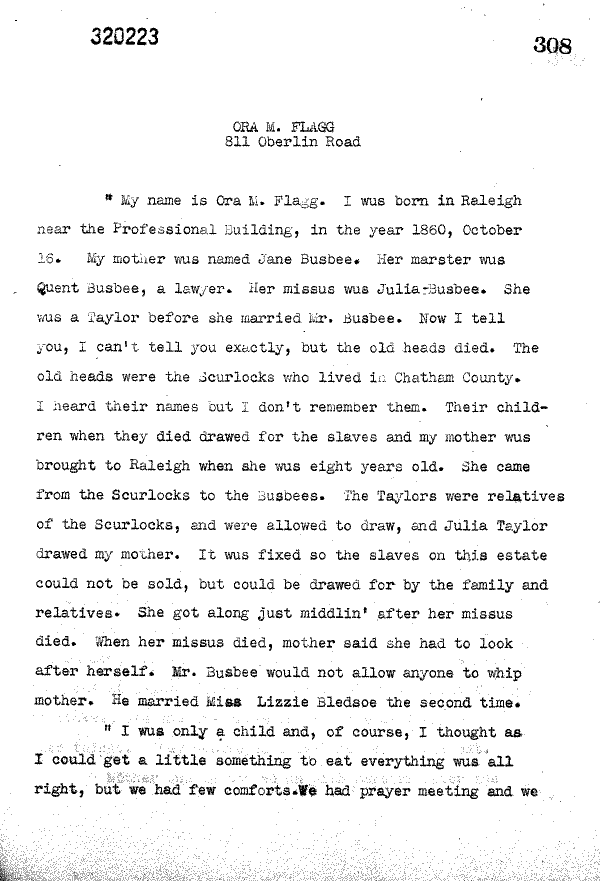 320223
308
ORA M. FLAGG
811 Oberlin Road
" My name is Ora M. Flagg. I wus born in Raleigh
near the Professional Building, in the year 1860, October
16. My mother wus named Jane Busbee. Her marster wus
Quent Busbee, a lawyer. Her missus wus Julia Busbee. She
wus a Taylor before she married Mr. Busbee. Now I tell
you, I can't tell you exactly, but the old heads died. The
old heads were the Scurlocks who lived in Chatham County.
I heard their names but I don't remember them. Their child-
ren when they died drawed for the slaves and my mother wus
brought to Raleigh when she wus eight years old. She came
from the Scurlocks to the Busbees. The Taylors were relatives
of the Scurlocks, and were allowed to draw, and Julia Taylor
drawed my mother. It wus fixed so the slaves on this estate
could not be sold, but could be drawed for by the family and
relatives. She got along just middlin' after her missus
died. When her missus died, mother said she had to look
after herself. Mr. Busbee would not allow anyone to whip
mother. He married Miss Lizzie Bledsoe the second time.
" I wus only a child and, of course, I thought as
I could get a little something to eat everything wus all
right, but we had few comforts.We had prayer meeting and we